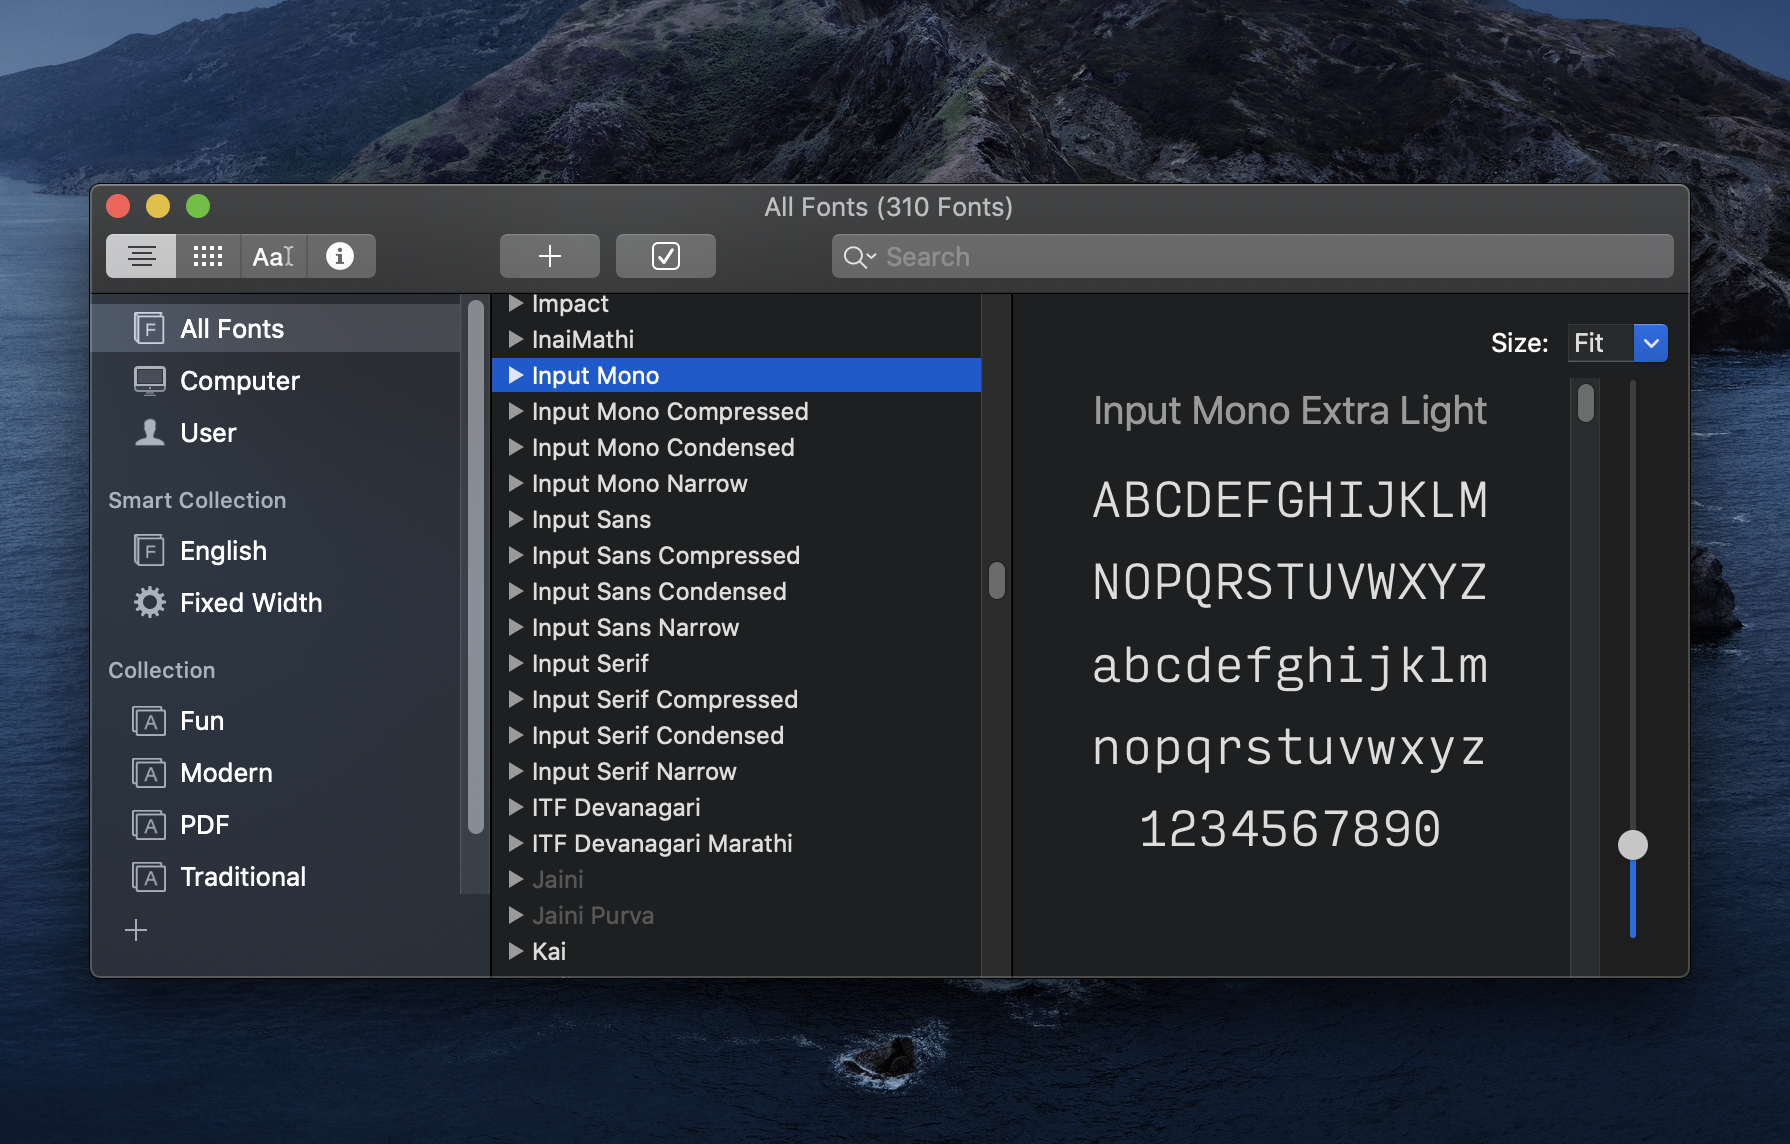 All Fonts (310 Fonts)
Aa
Search
All Fonts
Computer
User
Smart Collection
English
Fixed Width
Collection
Fun
Modern
PDF
Traditional
Impact
InaiMathi
Input Mono
Input Mono Compressed
Input Mono Condensed
Input Mono Narrow
Input Sans
Input Sans Compressed
Input Sans Condensed
Input Sans Narrow
Input Serif
Input Serif Compressed
Input Serif Condensed
Input Serif Narrow
ITF Devanagari
ITF Devanagari Marathi
Jaini
Jaini Purva
Kai
Size: Fit
Input Mono Extra Light
ABCDEFGHIJKLM
NOPQRSTUVWXYZ
abcdefghijklm
nopqrstuvwxyz
1234567890